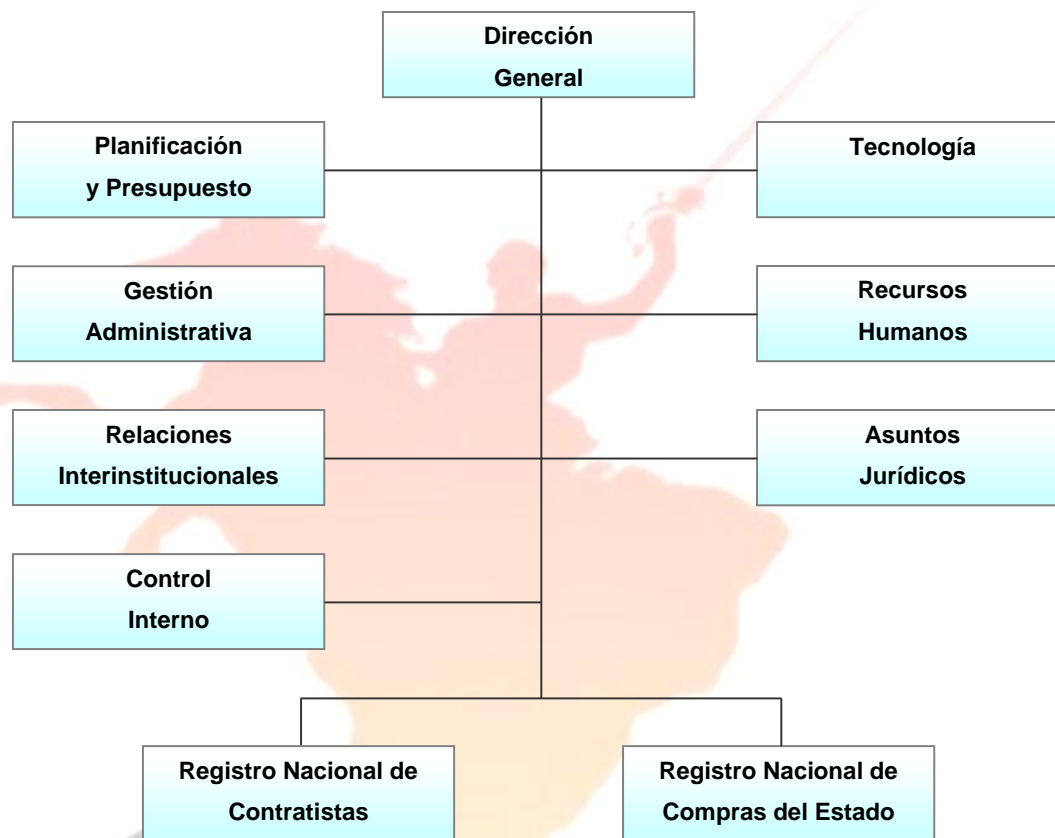 Dirección
General
Planificación
y Presupuesto
Tecnología
Gestión
Administrativa
Recursos
Humanos
Relaciones
Interinstitucionales
Asuntos
Jurídicos
Control
Interno
Registro Nacional de
Contratistas
Registro Nacional de
Compras del Estado